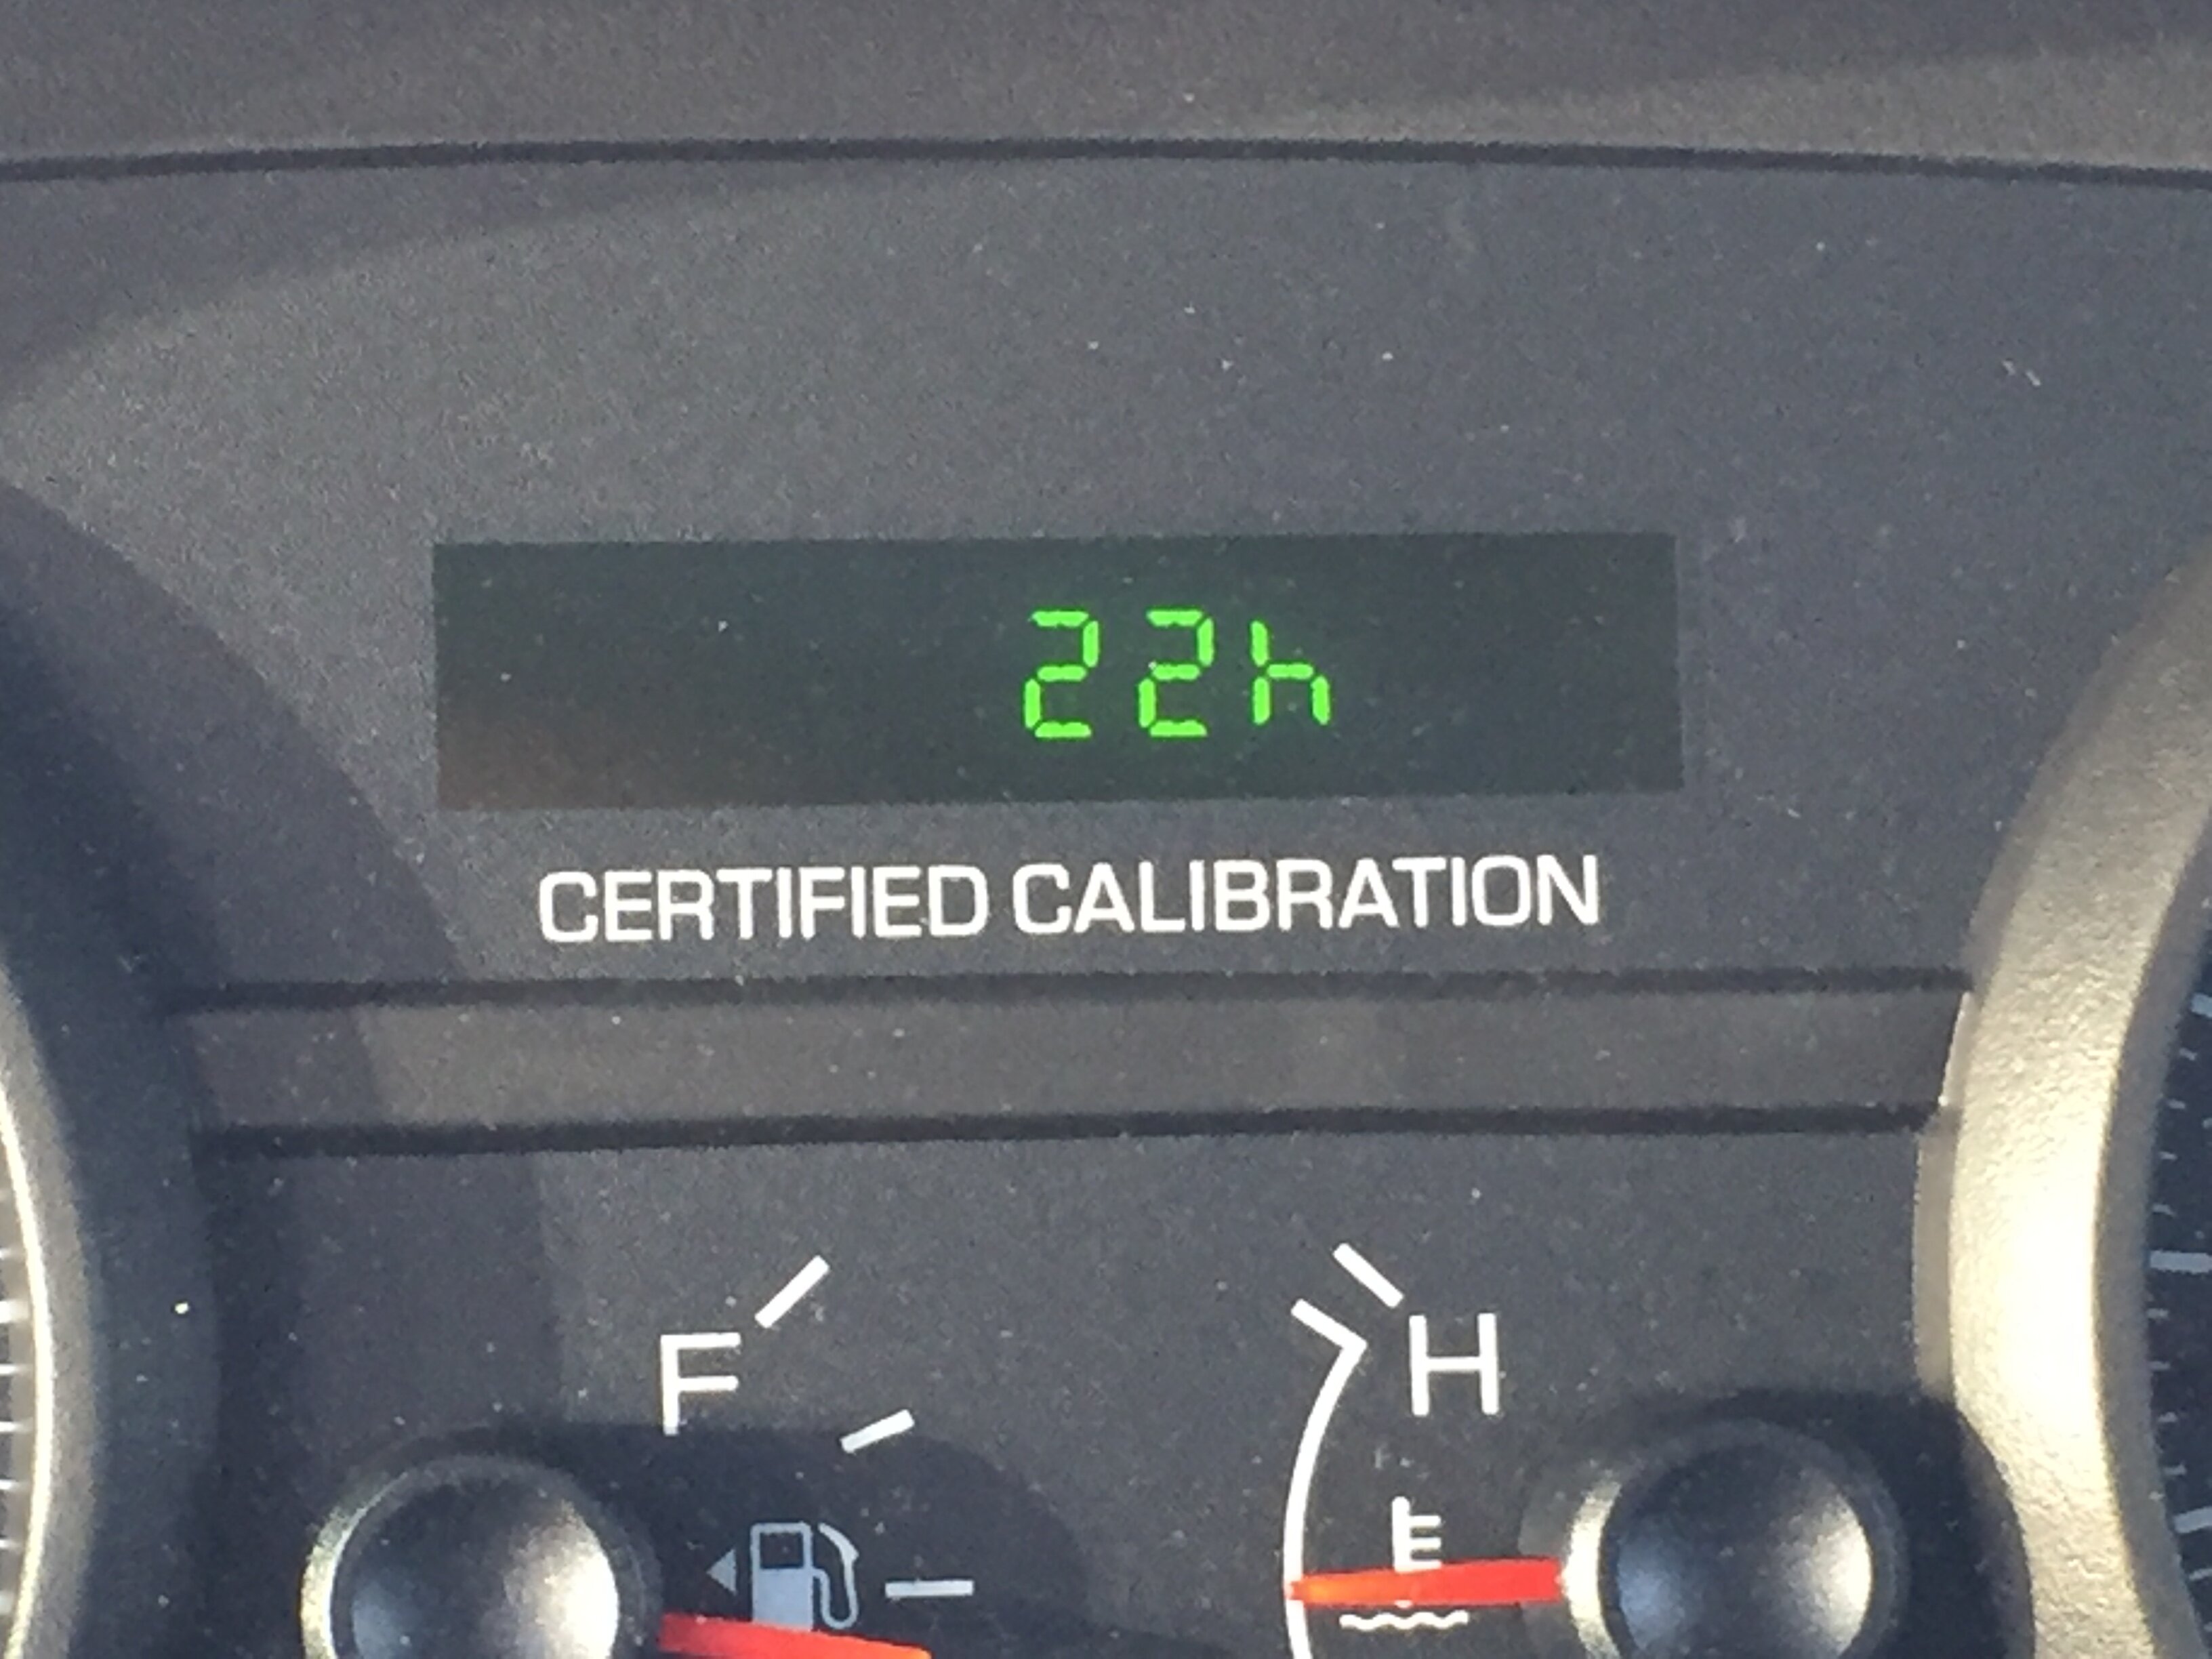 22h
CERTIFIED CALIBRATION
F
H